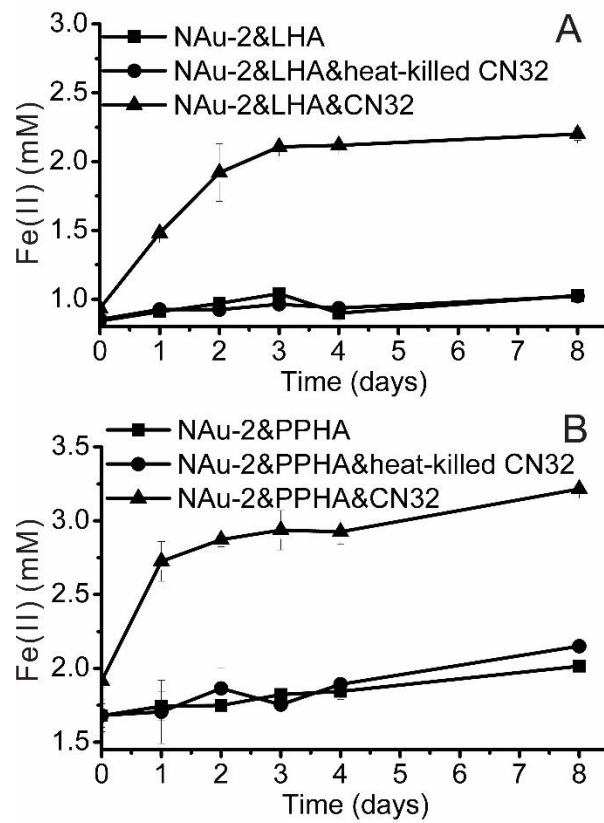 A
NAu-2&LHA
NAu-2&LHA&heat-killed CN32
NAu-2&LHA&CN32
Fe(II) (mM)
3.0
2.5
2.0
1.5
1.0
0 1 2 3 4 5 6 7 8
Time (days)
B
NAu-2&PPHA
NAu-2&PPHA&heat-killed CN32
NAu-2&PPHA&CN32
Fe(II) (mM)
3.5
3.0
2.5
2.0
1.5
0 1 2 3 4 5 6 7 8
Time (days)